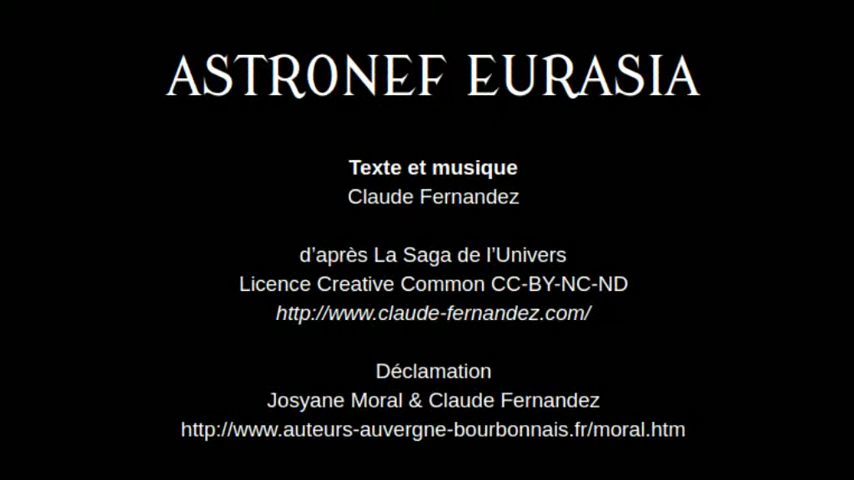 ASTRONEF EURASIA
Texte et musique
Claude Fernandez
d’après La Saga de l’Univers
Licence Creative Common CC-BY-NC-ND
http://www.claude-fernandez.com/
Déclamation
Josyane Moral & Claude Fernandez
http://www.auteurs-auvergne-bourbonnais.fr/moral.htm